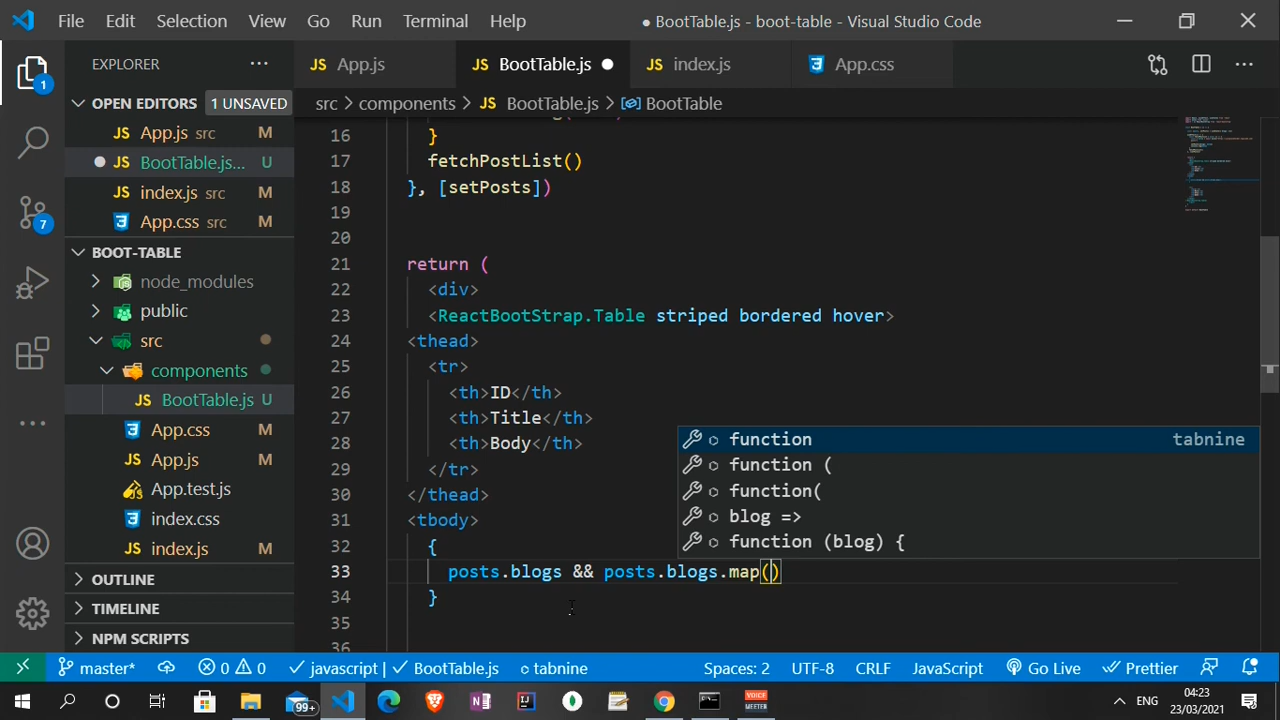 File Edit Selection View Go Run Terminal Help ● BootTable.js - boot-table - Visual Studio Code
EXPLORER ...
JS App.js JS BootTable.js ● JS index.js App.css
OPEN EDITORS 1 UNSAVED
JS App.js src M
● JS BootTable.js... U
JS index.js src M
App.css src M
BOOT-TABLE
node_modules
public
src
components
JS BootTable.js U
App.css M
JS App.js M
App.test.js
index.css
JS index.js M
OUTLINE
TIMELINE
NPM SCRIPTS
1
7
src > components > JS BootTable.js > BootTable
16 }
17 fetchPostList()
18 }, [setPosts])
19
20
21 return (
22 <div>
23 <ReactBootStrap.Table striped bordered hover>
24 <thead>
25 <tr>
26 <th>ID</th>
27 <th>Title</th>
28 <th>Body</th>
29 </tr>
30 </thead>
31 <tbody>
32 {
33 posts.blogs && posts.blogs.map()
34 }
35
36
function tabnine
function (
function(
blog =>
function (blog) {
master* 0 0 javascript | BootTable.js tabnine Spaces: 2 UTF-8 CRLF JavaScript Go Live Prettier
99+ VOICE MEETER ENG 04:23
23/03/2021